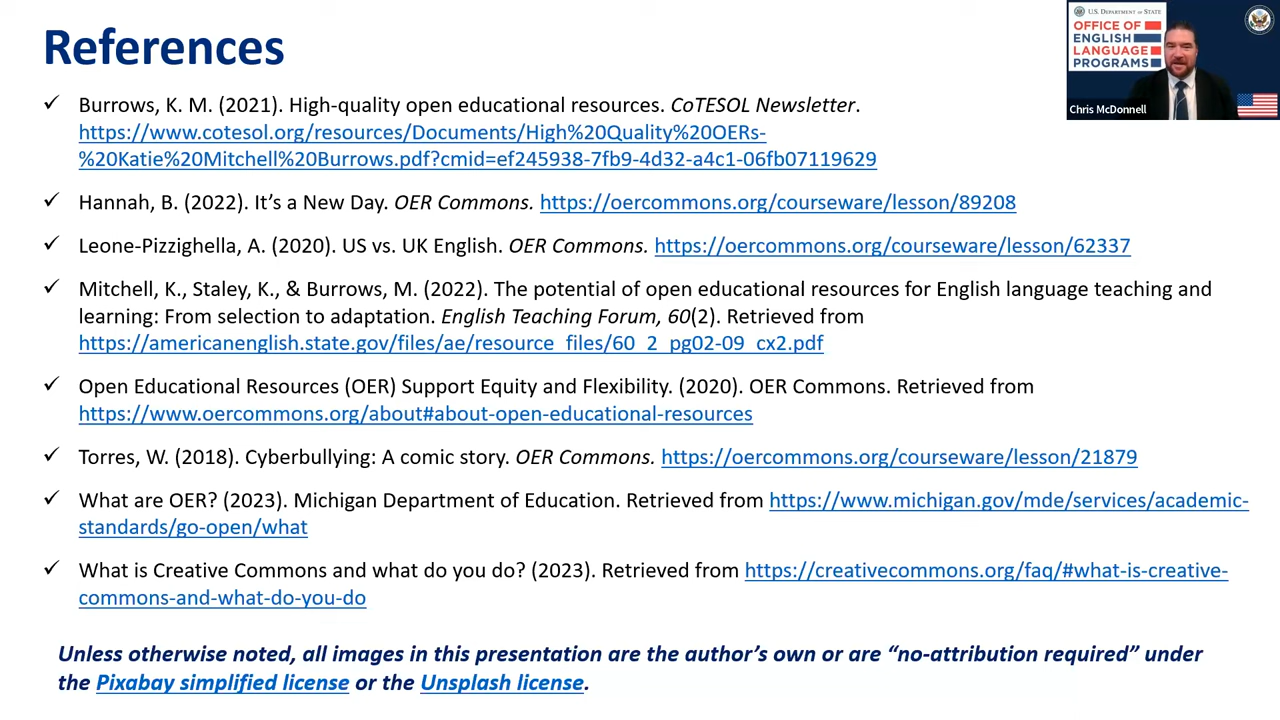 References
U.S. DEPARTMENT OF STATE
OFFICE OF
ENGLISH
LANGUAGE
PROGRAMS
Chris McDonnell
✓ Burrows, K. M. (2021). High-quality open educational resources. CoTESOL Newsletter.
https://www.cotesol.org/resources/Documents/High%20Quality%20OERs-
%20Katie%20Mitchell%20Burrows.pdf?cmid=ef245938-7fb9-4d32-a4c1-06fb07119629
✓ Hannah, B. (2022). It’s a New Day. OER Commons. https://oercommons.org/courseware/lesson/89208
✓ Leone-Pizzighella, A. (2020). US vs. UK English. OER Commons. https://oercommons.org/courseware/lesson/62337
✓ Mitchell, K., Staley, K., & Burrows, M. (2022). The potential of open educational resources for English language teaching and
learning: From selection to adaptation. English Teaching Forum, 60(2). Retrieved from
https://americanenglish.state.gov/files/ae/resource_files/60_2_pg02-09_cx2.pdf
✓ Open Educational Resources (OER) Support Equity and Flexibility. (2020). OER Commons. Retrieved from
https://www.oercommons.org/about#about-open-educational-resources
✓ Torres, W. (2018). Cyberbullying: A comic story. OER Commons. https://oercommons.org/courseware/lesson/21879
✓ What are OER? (2023). Michigan Department of Education. Retrieved from https://www.michigan.gov/mde/services/academic-
standards/go-open/what
✓ What is Creative Commons and what do you do? (2023). Retrieved from https://creativecommons.org/faq/#what-is-creative-
commons-and-what-do-you-do
Unless otherwise noted, all images in this presentation are the author’s own or are “no-attribution required” under
the Pixabay simplified license or the Unsplash license.